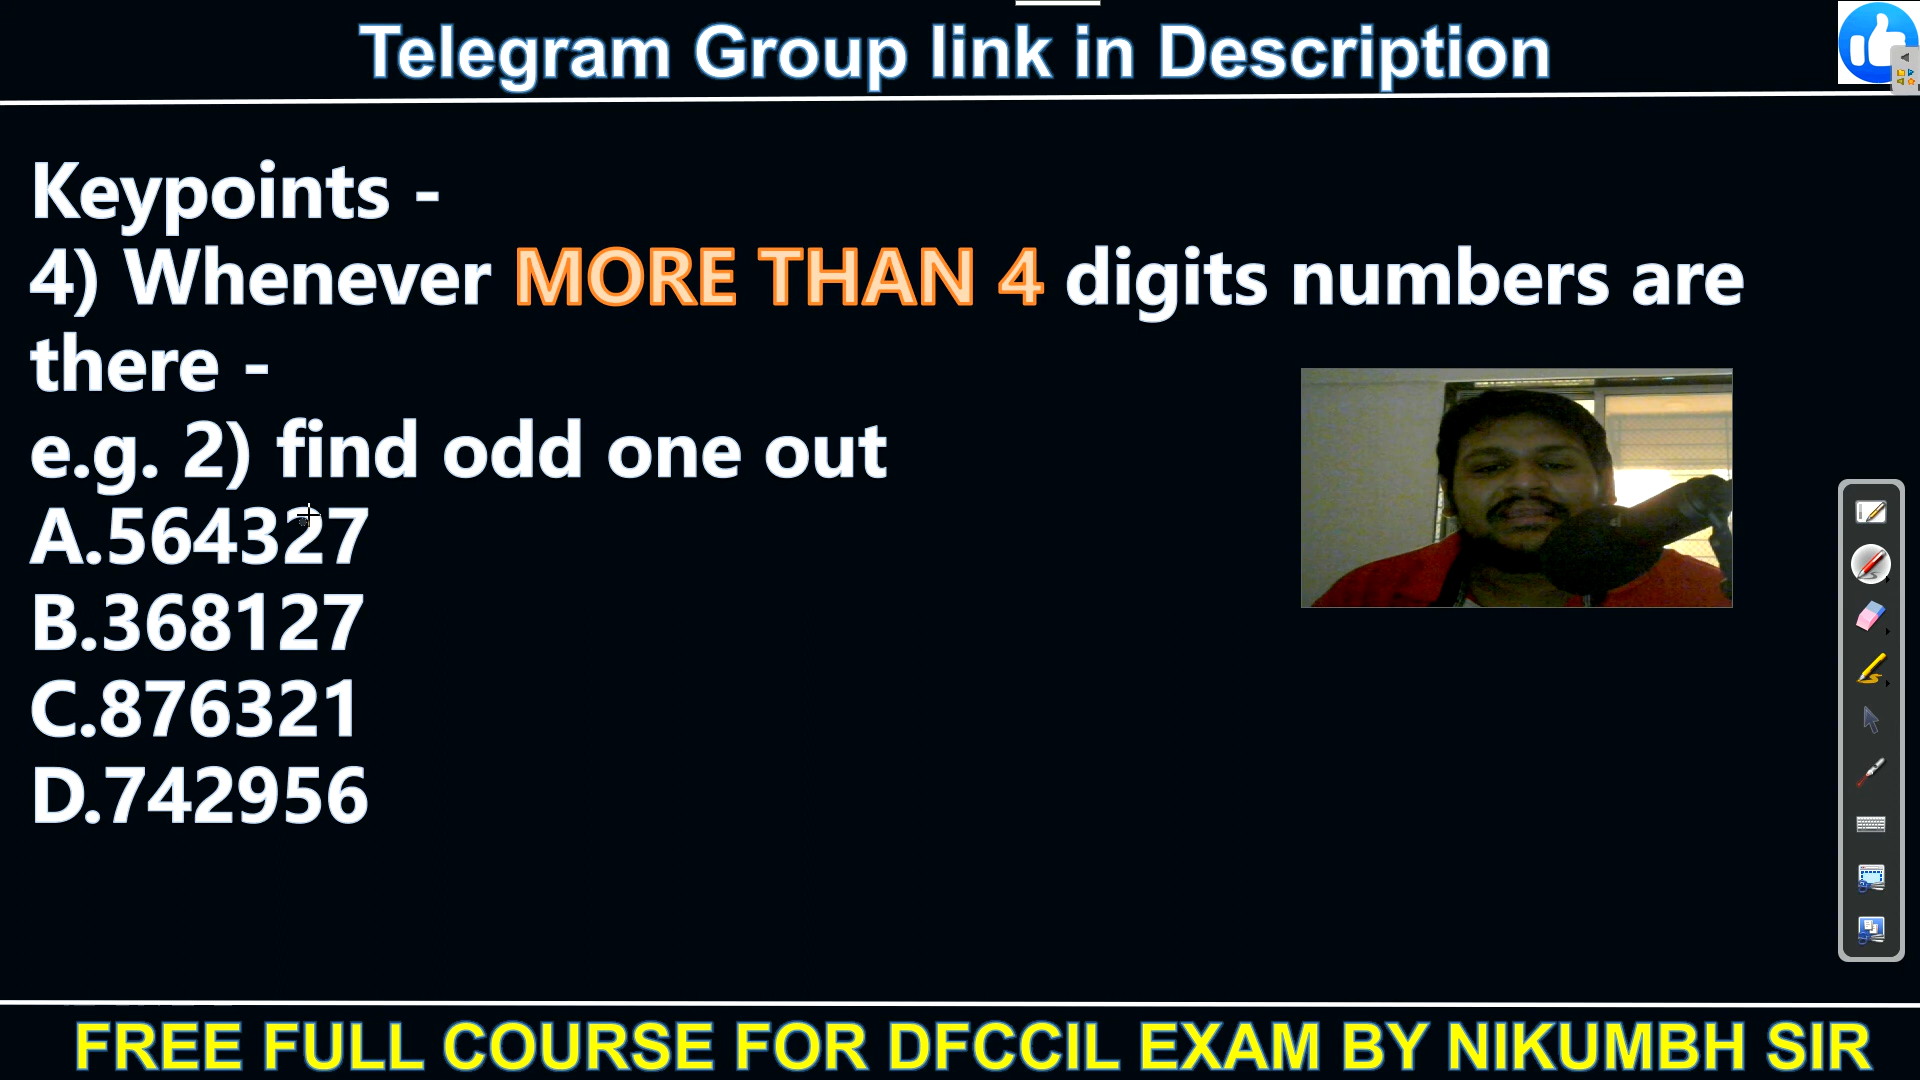 Telegram Group link in Description
Keypoints -
4) Whenever MORE THAN 4 digits numbers are
there -
e.g. 2) find odd one out
A.564327
B.368127
C.876321
D.742956
FREE FULL COURSE FOR DFCCIL EXAM BY NIKUMBH SIR